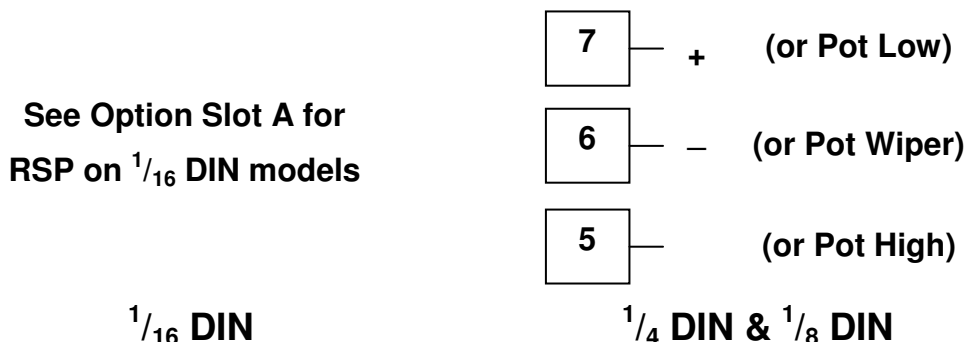 See Option Slot A for
RSP on 1/16 DIN models
1/16 DIN
7 + (or Pot Low)
6 – (or Pot Wiper)
5 (or Pot High)
1/4 DIN & 1/8 DIN